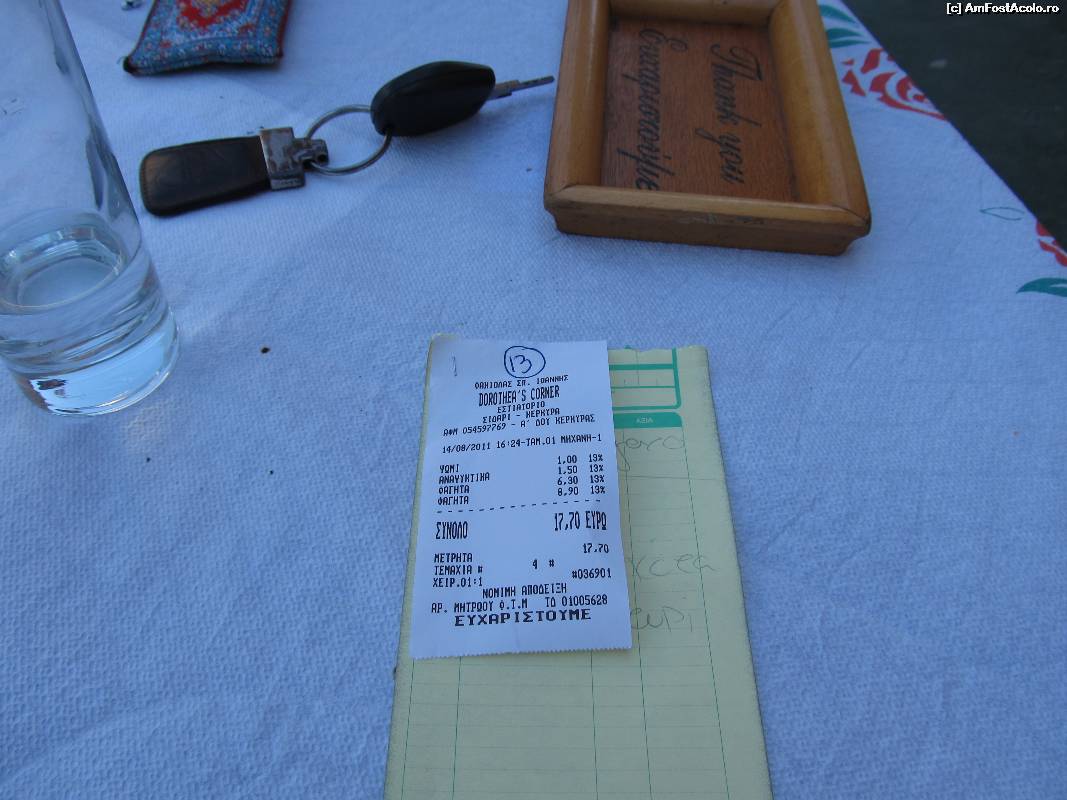 [c] AmFostAcolo.ro
Thank you
Ευχαριστούμε
13
ΦΑΚΙΟΛΑΣ ΣΠ. ΙΩΑΝΝΗΣ
DOROTHEA'S CORNER
ΕΣΤΙΑΤΟΡΙΟ
ΣΙΔΑΡΙ - ΚΕΡΚΥΡΑ
ΑΦΜ 054597769 - Α' ΔΟΥ ΚΕΡΚΥΡΑΣ
14/08/2011 16:24-ΤΑΜ.01 ΜΗΧΑΝΗ-1
ΨΩΜΙ 1,00 13%
ΑΝΑΨΥΚΤΙΚΑ 1,50 13%
ΦΑΓΗΤΑ 6,30 13%
ΦΑΓΗΤΑ 8,90 13%
ΣΥΝΟΛΟ 17,70 ΕΥΡΩ
ΜΕΤΡΗΤΑ 17,70
ΤΕΜΑΧΙΑ # 4 #
ΧΕΙΡ.01:1 #036901
ΝΟΜΙΜΗ ΑΠΟΔΕΙΞΗ
ΑΡ. ΜΗΤΡΩΟΥ Φ.Τ.Μ ΤΩ 01005628
ΕΥΧΑΡΙΣΤΟΥΜΕ
ΑΞΙΑ